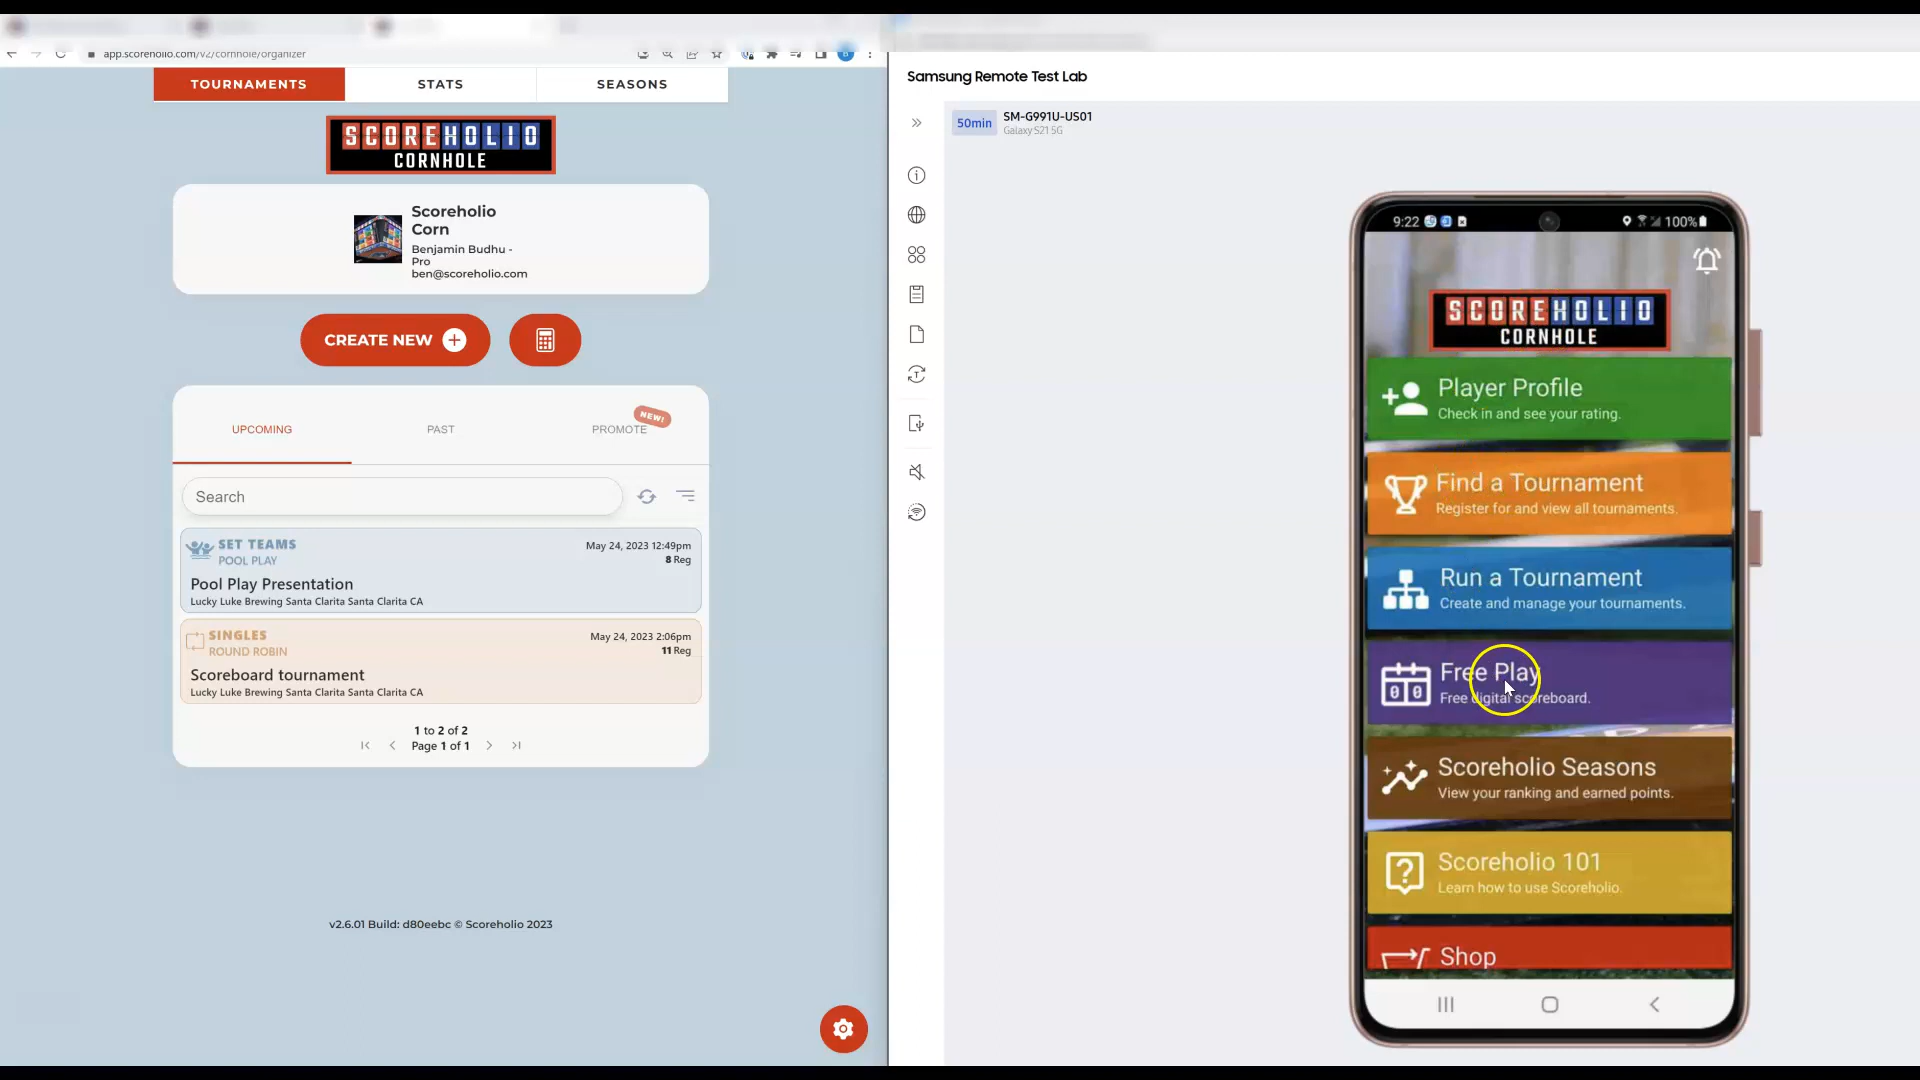 app.scoreholio.com/v2/cornhole/organizer
TOURNAMENTS
STATS
SEASONS
SCOREHOLIO
CORNHOLE
Scoreholio
Corn
Benjamin Budhu -
Pro
ben@scoreholio.com
CREATE NEW
UPCOMING
PAST
PROMOTE
NEW!
Search
SET TEAMS
POOL PLAY
May 24, 2023 12:49pm
8 Reg
Pool Play Presentation
Lucky Luke Brewing Santa Clarita Santa Clarita CA
SINGLES
ROUND ROBIN
May 24, 2023 2:06pm
11 Reg
Scoreboard tournament
Lucky Luke Brewing Santa Clarita Santa Clarita CA
1 to 2 of 2
Page 1 of 1
v2.6.01 Build: d80eebc © Scoreholio 2023
Samsung Remote Test Lab
50min
SM-G991U-US01
Galaxy S21 5G
9:22
100%
SCOREHOLIO
CORNHOLE
Player Profile
Check in and see your rating.
Find a Tournament
Register for and view all tournaments.
Run a Tournament
Create and manage your tournaments.
Free Play
Free digital scoreboard.
Scoreholio Seasons
View your ranking and earned points.
Scoreholio 101
Learn how to use Scoreholio.
Shop